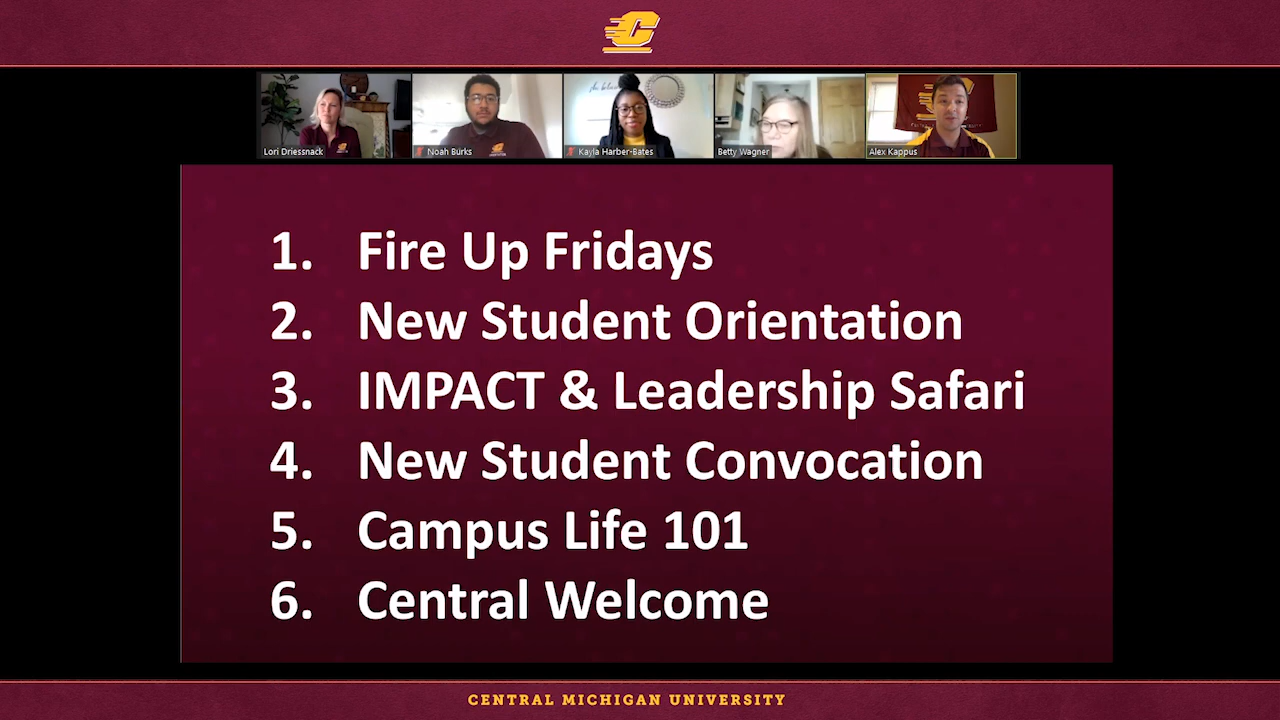 C
Lori Driessnack
Noah Burks
Kayla Harber-Bates
Betty Wagner
Alex Kappus
1. Fire Up Fridays
2. New Student Orientation
3. IMPACT & Leadership Safari
4. New Student Convocation
5. Campus Life 101
6. Central Welcome
CENTRAL MICHIGAN UNIVERSITY